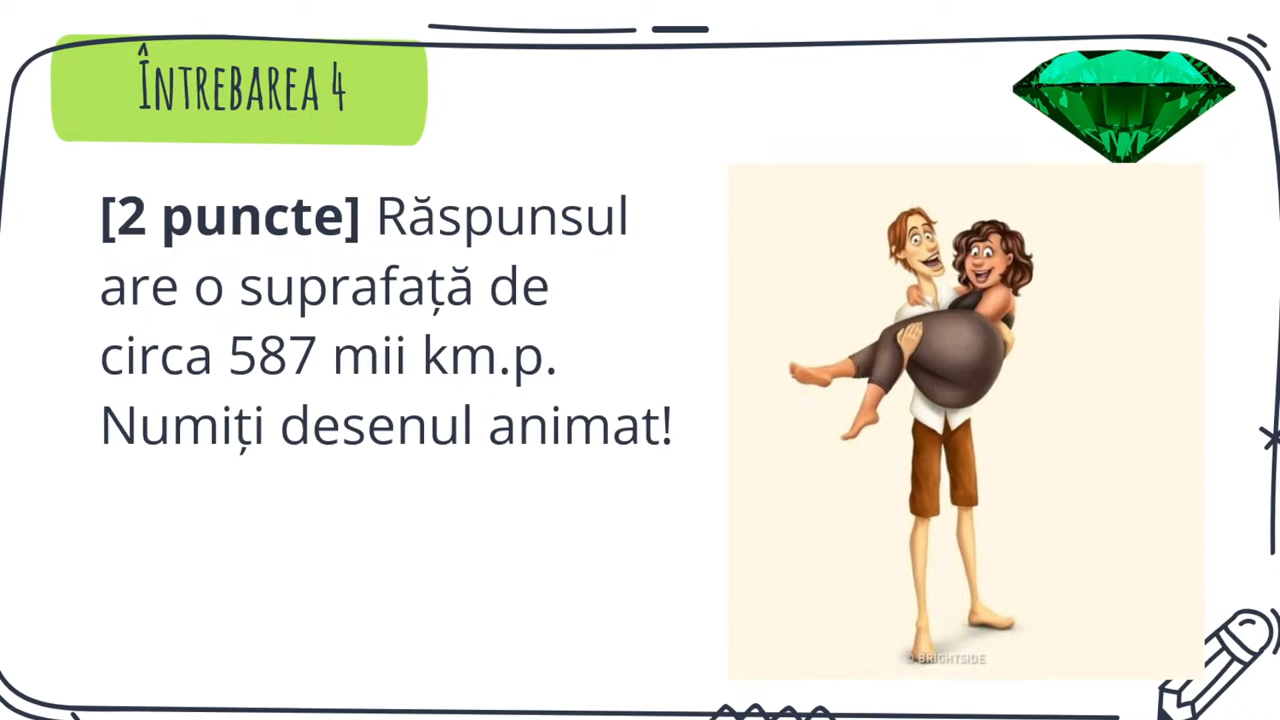 Întrebarea 4
[2 puncte] Răspunsul
are o suprafață de
circa 587 mii km.p.
Numiți desenul animat!
© BRIGHTSIDE